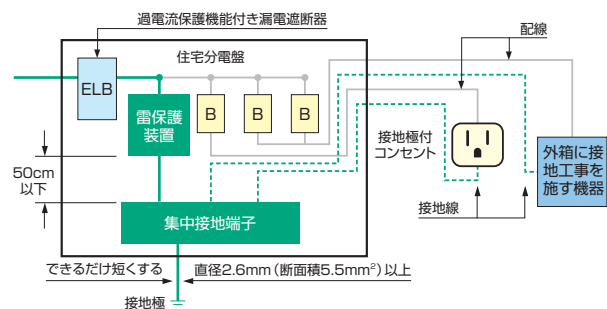 過電流保護機能付き漏電遮断器
配線
住宅分電盤
ELB
B
B
B
雷保護
装置
接地極付
コンセント
外箱に接
地工事を
施す機器
50cm
以下
接地線
集中接地端子
できるだけ短くする
直径2.6mm（断面積5.5mm²）以上
接地極